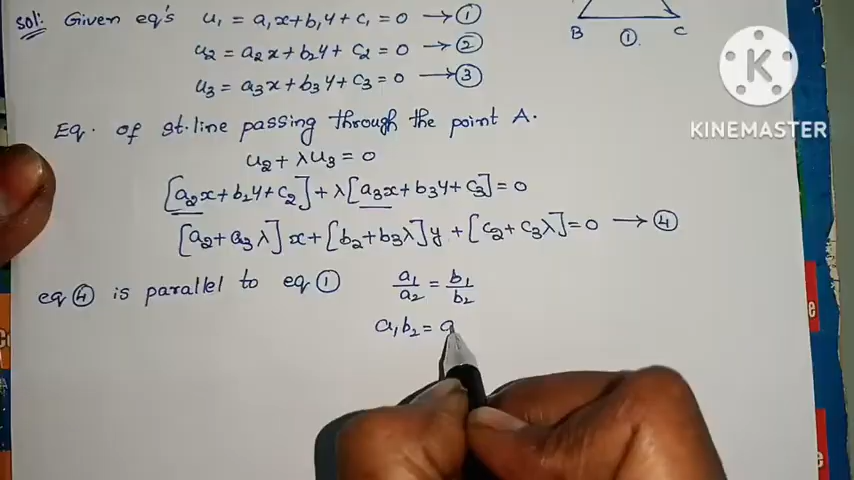 sol: Given eq's u₁ = a₁x+b₁y+c₁ = 0 → ①
u₂ = a₂x+b₂y+c₂ = 0 → ②
u₃ = a₃x+b₃y+c₃ = 0 → ③
B ① C
K
KINEMASTER
Eq. of st.line passing through the point A.
u₂+λu₃ = 0
[a₂x+b₂y+c₂]+λ[a₃x+b₃y+c₃] = 0
[a₂+a₃λ]x+[b₂+b₃λ]y+[c₂+c₃λ] = 0 → ④
eq ④ is parallel to eq ① a₁/a₂ = b₁/b₂
a₁b₂ = a